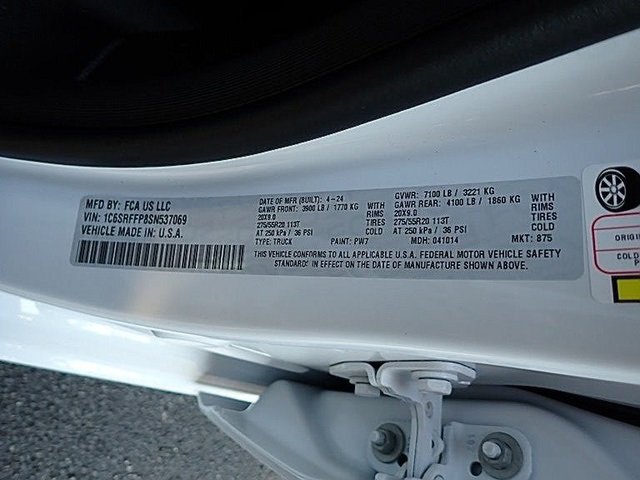 MFD BY: FCA US LLC
VIN: 1C6SRFFP8SN537069
VEHICLE MADE IN U.S.A.
DATE OF MFR (BUILT): 4-24
GAWR FRONT: 3900 LB / 1770 KG WITH
20X9.0 RIMS
275/55R20 113T TIRES
AT 250 kPa / 36 PSI COLD
TYPE: TRUCK PAINT: PW7
GVWR: 7100 LB / 3221 KG
GAWR REAR: 4100 LB / 1860 KG WITH
20X9.0 RIMS
275/55R20 113T TIRES
AT 250 kPa / 36 PSI COLD
MDH: 041014 MKT: 875
THIS VEHICLE CONFORMS TO ALL APPLICABLE U.S.A. FEDERAL MOTOR VEHICLE SAFETY
STANDARDS IN EFFECT ON THE DATE OF MANUFACTURE SHOWN ABOVE.
COLD